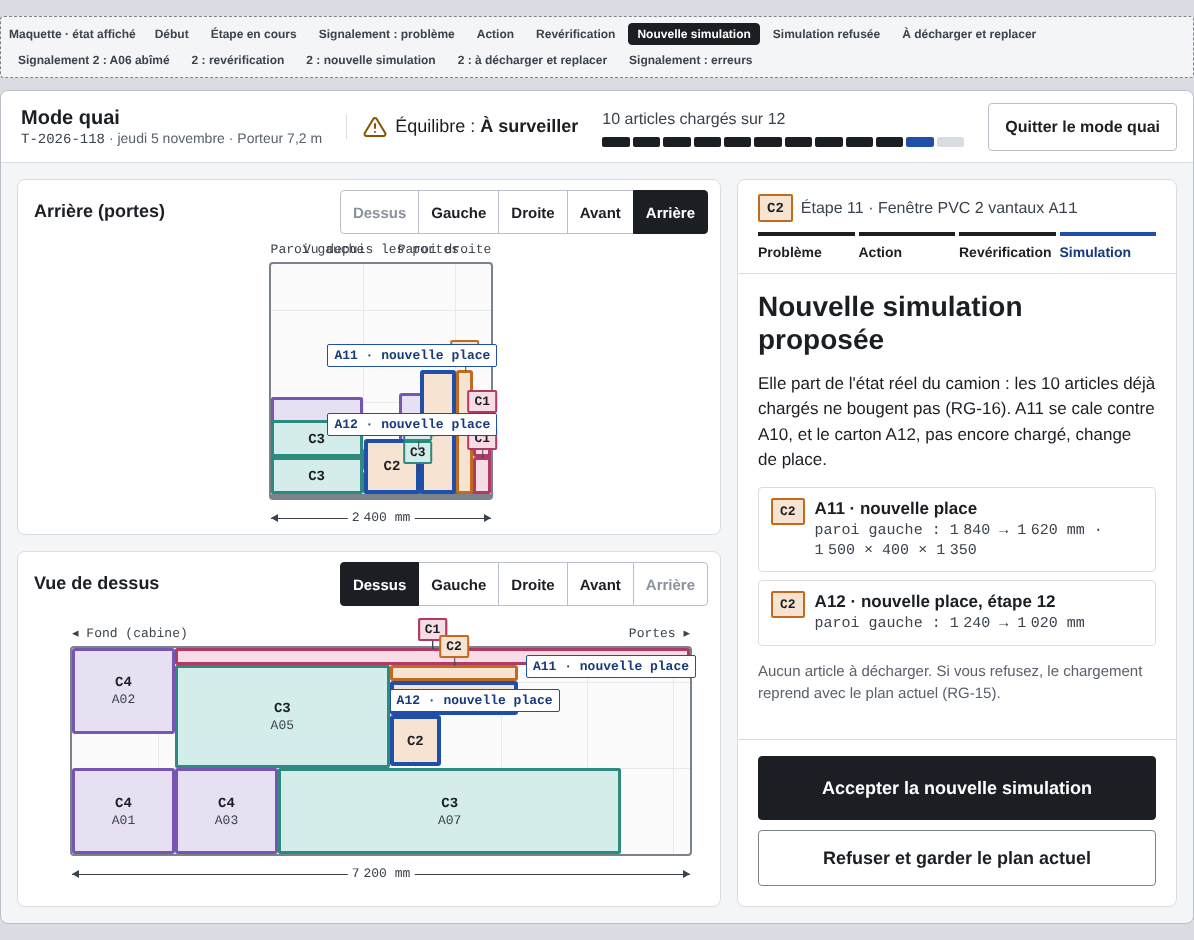 Maquette · état affiché Début Étape en cours Signalement : problème Action Revérification Nouvelle simulation Simulation refusée À décharger et replacer
Signalement 2 : A06 abîmé 2 : revérification 2 : nouvelle simulation 2 : à décharger et replacer Signalement : erreurs
Mode quai
T-2026-118 · jeudi 5 novembre · Porteur 7,2 m
Équilibre : À surveiller
10 articles chargés sur 12
Quitter le mode quai
Arrière (portes)
Dessus Gauche Droite Avant Arrière
Paroi gauche Vu depuis les portes Paroi droite
A11 · nouvelle place
C1
A12 · nouvelle place
C3
C1
C3
C2
C3
2 400 mm
Vue de dessus
Dessus Gauche Droite Avant Arrière
C1
◄ Fond (cabine)
Portes ►
C2
A11 · nouvelle place
C4
A02
A12 · nouvelle place
C3
A05
C2
C4
A01
C4
A03
C3
A07
7 200 mm
C2 Étape 11 · Fenêtre PVC 2 vantaux A11
Problème Action Revérification Simulation
Nouvelle simulation
proposée
Elle part de l'état réel du camion : les 10 articles déjà
chargés ne bougent pas (RG-16). A11 se cale contre
A10, et le carton A12, pas encore chargé, change
de place.
C2 A11 · nouvelle place
paroi gauche : 1 840 → 1 620 mm ·
1 500 × 400 × 1 350
C2 A12 · nouvelle place, étape 12
paroi gauche : 1 240 → 1 020 mm
Aucun article à décharger. Si vous refusez, le chargement
reprend avec le plan actuel (RG-15).
Accepter la nouvelle simulation
Refuser et garder le plan actuel